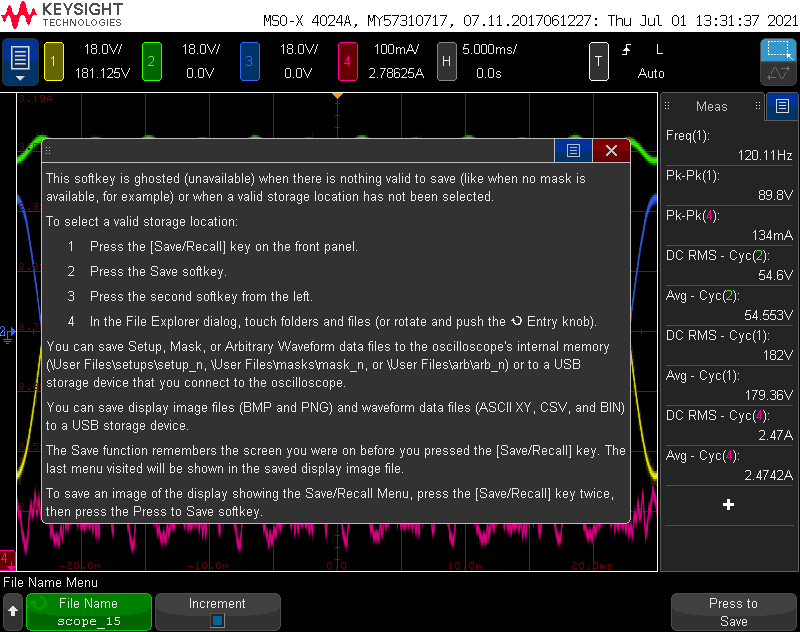 KEYSIGHT
TECHNOLOGIES
MSO-X 4024A, MY57310717, 07.11.2017061227: Thu Jul 01 13:31:37 2021
1
18.0V/
181.125V
2
18.0V/
0.0V
3
18.0V/
0.0V
4
100mA/
2.78625A
H
5.000ms/
0.0s
T
L
Auto
3.19A
Meas
Freq(1):
120.11Hz
Pk-Pk(1):
89.8V
Pk-Pk(4):
134mA
DC RMS - Cyc(2):
54.6V
Avg - Cyc(2):
54.553V
DC RMS - Cyc(1):
182V
Avg - Cyc(1):
179.36V
DC RMS - Cyc(4):
2.47A
Avg - Cyc(4):
2.4742A
This softkey is ghosted (unavailable) when there is nothing valid to save (like when no mask is
available, for example) or when a valid storage location has not been selected.
To select a valid storage location:
1 Press the [Save/Recall] key on the front panel.
2 Press the Save softkey.
3 Press the second softkey from the left.
4 In the File Explorer dialog, touch folders and files (or rotate and push the Entry knob).
You can save Setup, Mask, or Arbitrary Waveform data files to the oscilloscope's internal memory
(\User Files\setups\setup_n, \User Files\masks\mask_n, or \User Files\arb\arb_n) or to a USB
storage device that you connect to the oscilloscope.
You can save display image files (BMP and PNG) and waveform data files (ASCII XY, CSV, and BIN)
to a USB storage device.
The Save function remembers the screen you were on before you pressed the [Save/Recall] key. The
last menu visited will be shown in the saved display image file.
To save an image of the display showing the Save/Recall Menu, press the [Save/Recall] key twice,
then press the Press to Save softkey.
2
4
-20.0ms
-10.0ms
0.0s
10.0ms
20.0ms
File Name Menu
File Name
scope_15
Increment
Press to
Save